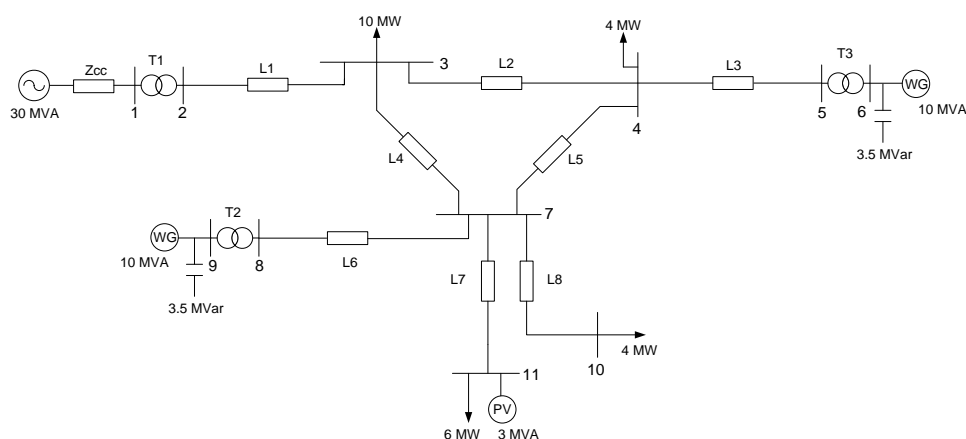 10 MW
4 MW
T1
T3
Zcc
L1
3
L2
L3
WG
30 MVA
1
2
4
5
6
10 MVA
3.5 MVar
L4
L5
T2
7
WG
10 MVA
9
8
L6
3.5 MVar
L7
L8
4 MW
10
11
PV
6 MW
3 MVA